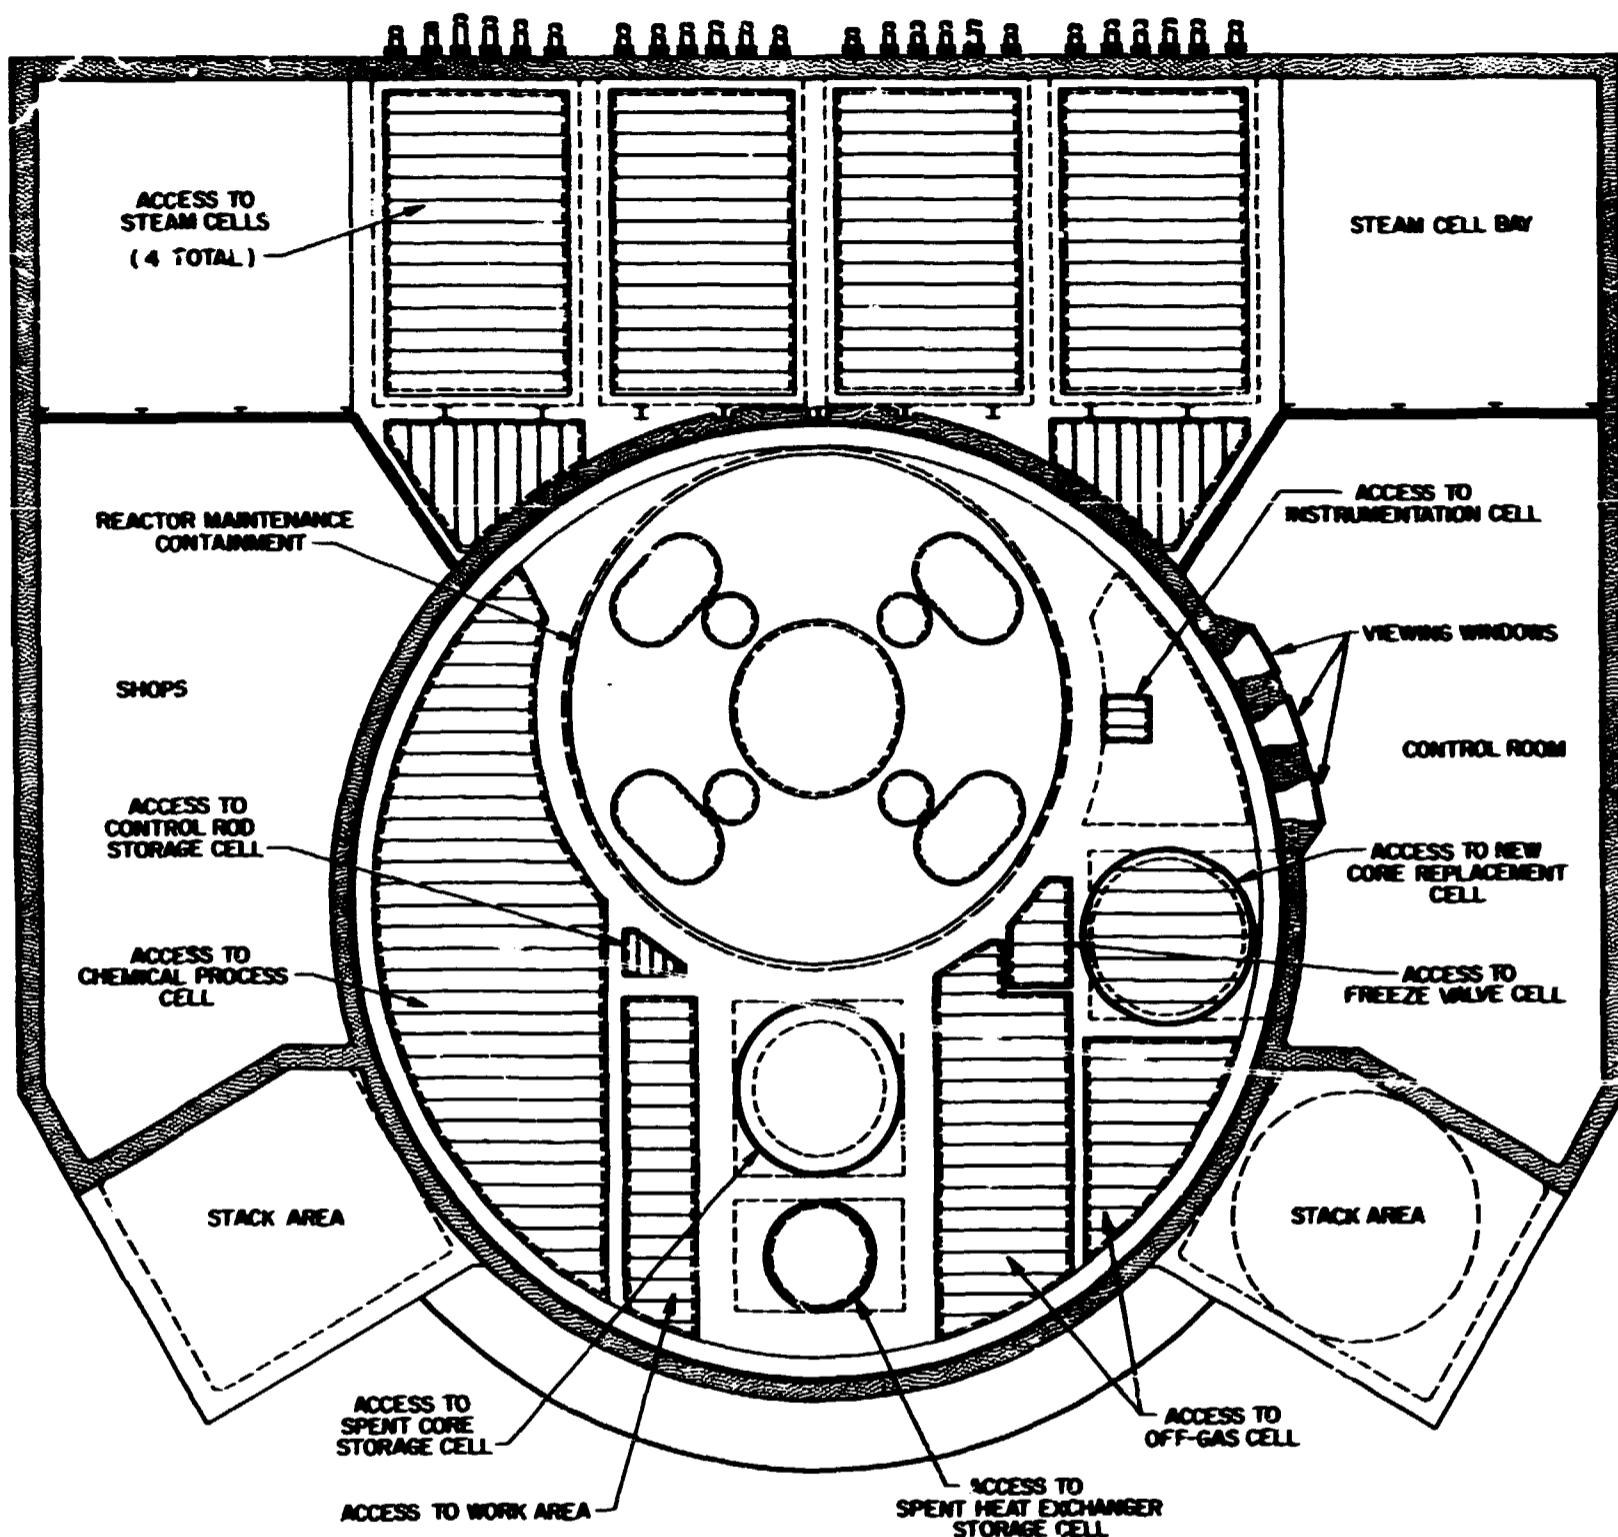 ACCESS TO
STEAM CELLS
(4 TOTAL)
STEAM CELL BAY
REACTOR MAINTENANCE
CONTAINMENT
ACCESS TO
INSTRUMENTATION CELL
VIEWING WINDOWS
SHOPS
CONTROL ROOM
ACCESS TO
CONTROL ROD
STORAGE CELL
ACCESS TO NEW
CORE REPLACEMENT
CELL
ACCESS TO
CHEMICAL PROCESS
CELL
ACCESS TO
FREEZE VALVE CELL
STACK AREA
STACK AREA
ACCESS TO
SPENT CORE
STORAGE CELL
ACCESS TO
OFF-GAS CELL
ACCESS TO WORK AREA
ACCESS TO
SPENT HEAT EXCHANGER
STORAGE CELL